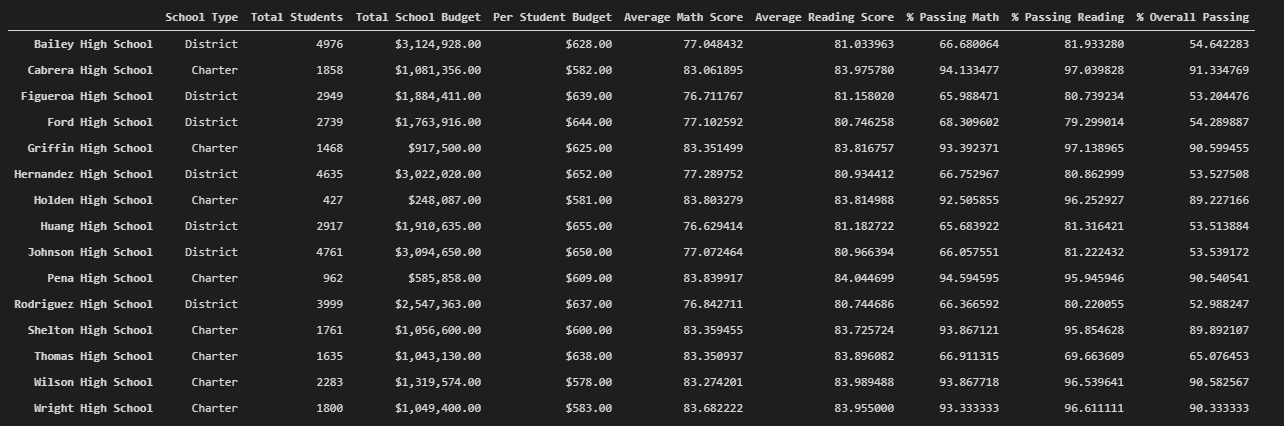 School Type Total Students Total School Budget Per Student Budget Average Math Score Average Reading Score % Passing Math % Passing Reading % Overall Passing
Bailey High School District 4976 $3,124,928.00 $628.00 77.048432 81.033963 66.680064 81.933280 54.642283
Cabrera High School Charter 1858 $1,081,356.00 $582.00 83.061895 83.975780 94.133477 97.039828 91.334769
Figueroa High School District 2949 $1,884,411.00 $639.00 76.711767 81.158020 65.988471 80.739234 53.204476
Ford High School District 2739 $1,763,916.00 $644.00 77.102592 80.746258 68.309602 79.299014 54.289887
Griffin High School Charter 1468 $917,500.00 $625.00 83.351499 83.816757 93.392371 97.138965 90.599455
Hernandez High School District 4635 $3,022,020.00 $652.00 77.289752 80.934412 66.752967 80.862999 53.527508
Holden High School Charter 427 $248,087.00 $581.00 83.803279 83.814988 92.505855 96.252927 89.227166
Huang High School District 2917 $1,910,635.00 $655.00 76.629414 81.182722 65.683922 81.316421 53.513884
Johnson High School District 4761 $3,094,650.00 $650.00 77.072464 80.966394 66.057551 81.222432 53.539172
Pena High School Charter 962 $585,858.00 $609.00 83.839917 84.044699 94.594595 95.945946 90.540541
Rodriguez High School District 3999 $2,547,363.00 $637.00 76.842711 80.744686 66.366592 80.220055 52.988247
Shelton High School Charter 1761 $1,056,600.00 $600.00 83.359455 83.725724 93.867121 95.854628 89.892107
Thomas High School Charter 1635 $1,043,130.00 $638.00 83.350937 83.896082 66.911315 69.663609 65.076453
Wilson High School Charter 2283 $1,319,574.00 $578.00 83.274201 83.989488 93.867718 96.539641 90.582567
Wright High School Charter 1800 $1,049,400.00 $583.00 83.682222 83.955000 93.333333 96.611111 90.333333